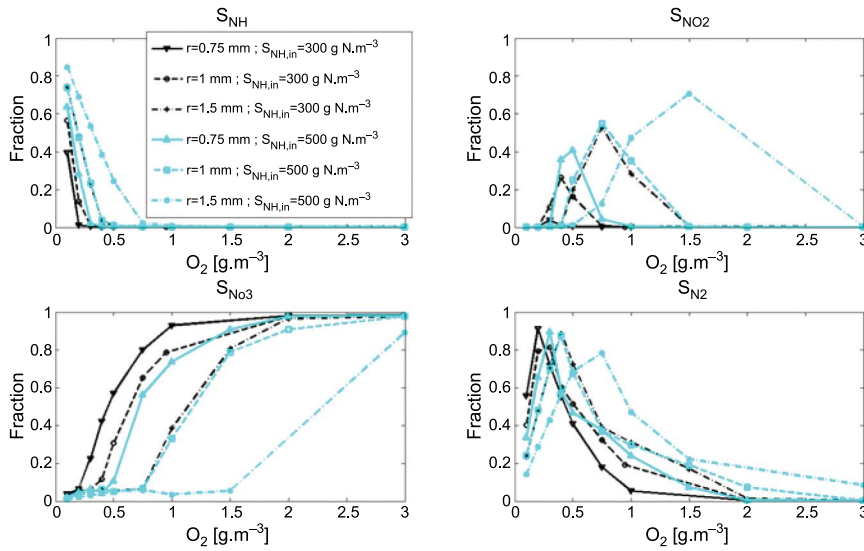 S_NH
Fraction
1
0.8
0.6
0.4
0.2
0
0 0.5 1 1.5 2 2.5 3
O₂ [g.m⁻³]
r=0.75 mm ; S_NH,in=300 g N.m⁻³
r=1 mm ; S_NH,in=300 g N.m⁻³
r=1.5 mm ; S_NH,in=300 g N.m⁻³
r=0.75 mm ; S_NH,in=500 g N.m⁻³
r=1 mm ; S_NH,in=500 g N.m⁻³
r=1.5 mm ; S_NH,in=500 g N.m⁻³
S_NO2
Fraction
1
0.8
0.6
0.4
0.2
0
0 0.5 1 1.5 2 2.5 3
O₂ [g.m⁻³]
S_No3
Fraction
1
0.8
0.6
0.4
0.2
0
0 0.5 1 1.5 2 2.5 3
O₂ [g.m⁻³]
S_N2
Fraction
1
0.8
0.6
0.4
0.2
0
0 0.5 1 1.5 2 2.5 3
O₂ [g.m⁻³]